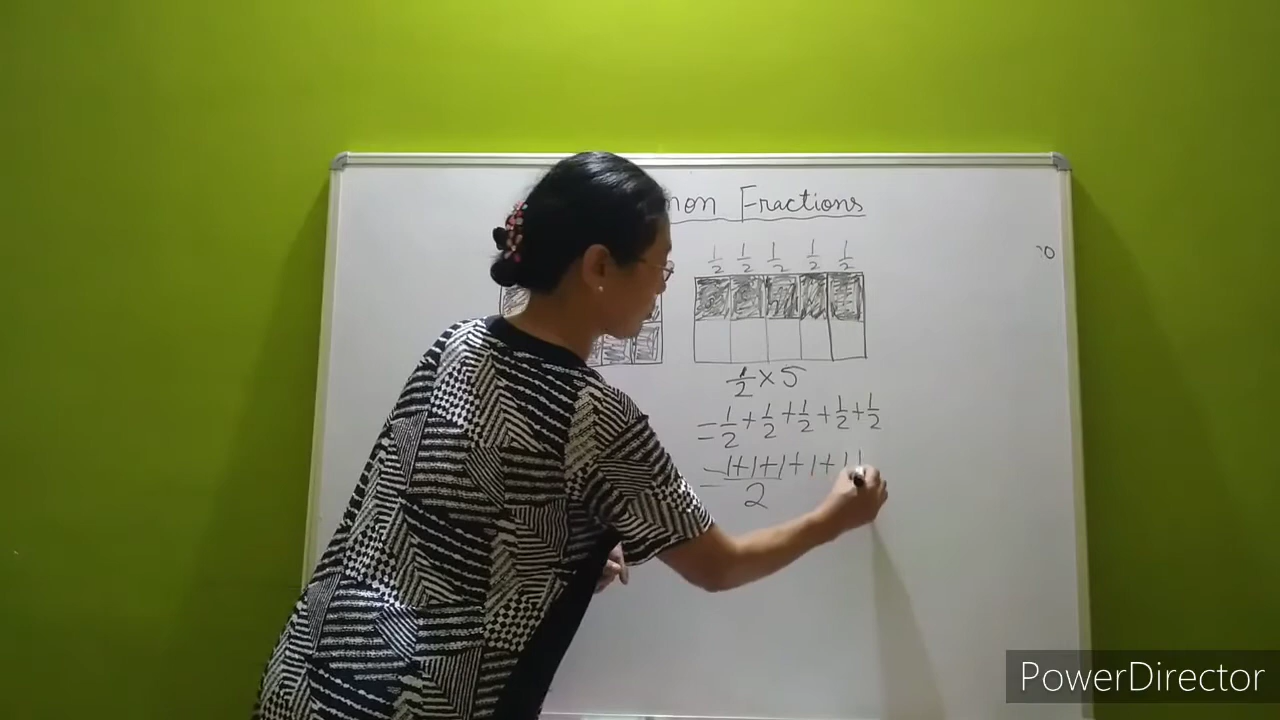 mon Fractions
1/2 1/2 1/2 1/2 1/2
1/2 × 5
= 1/2 + 1/2 + 1/2 + 1/2 + 1/2
= 1+1+1+1+1
2
PowerDirector